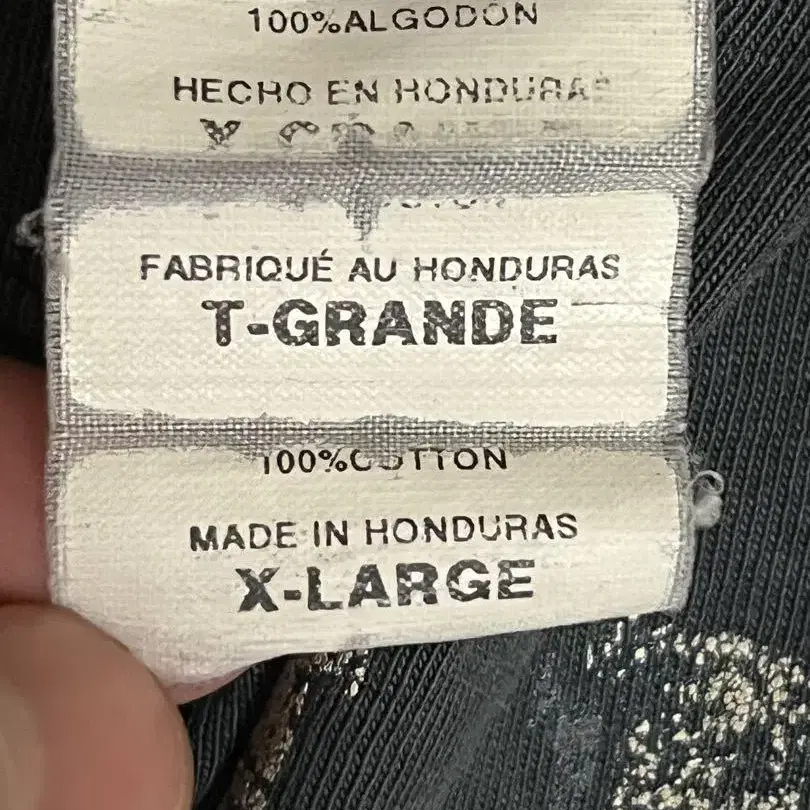 100%ALGODON
HECHO EN HONDURAS
FABRIQUÉ AU HONDURAS
T-GRANDE
100%COTTON
MADE IN HONDURAS
X-LARGE